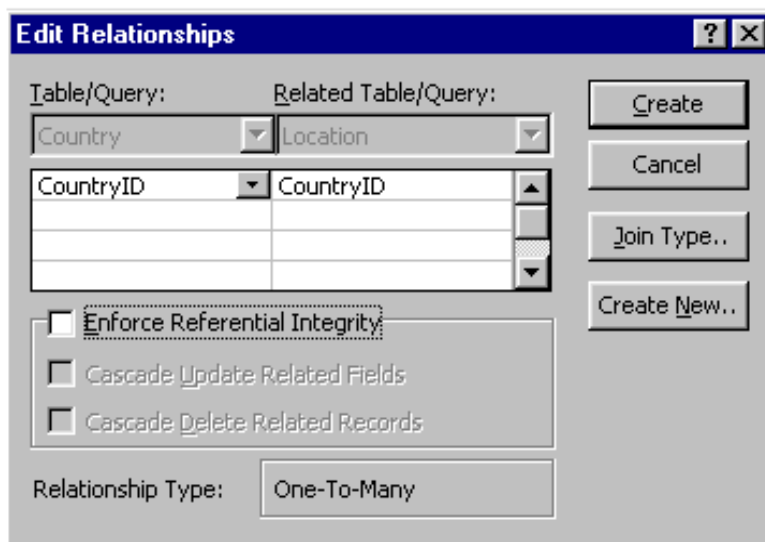 Edit Relationships
Table/Query: Related Table/Query:
Country Location
Create
Cancel
CountryID CountryID
Join Type..
Create New..
Enforce Referential Integrity
Cascade Update Related Fields
Cascade Delete Related Records
Relationship Type: One-To-Many